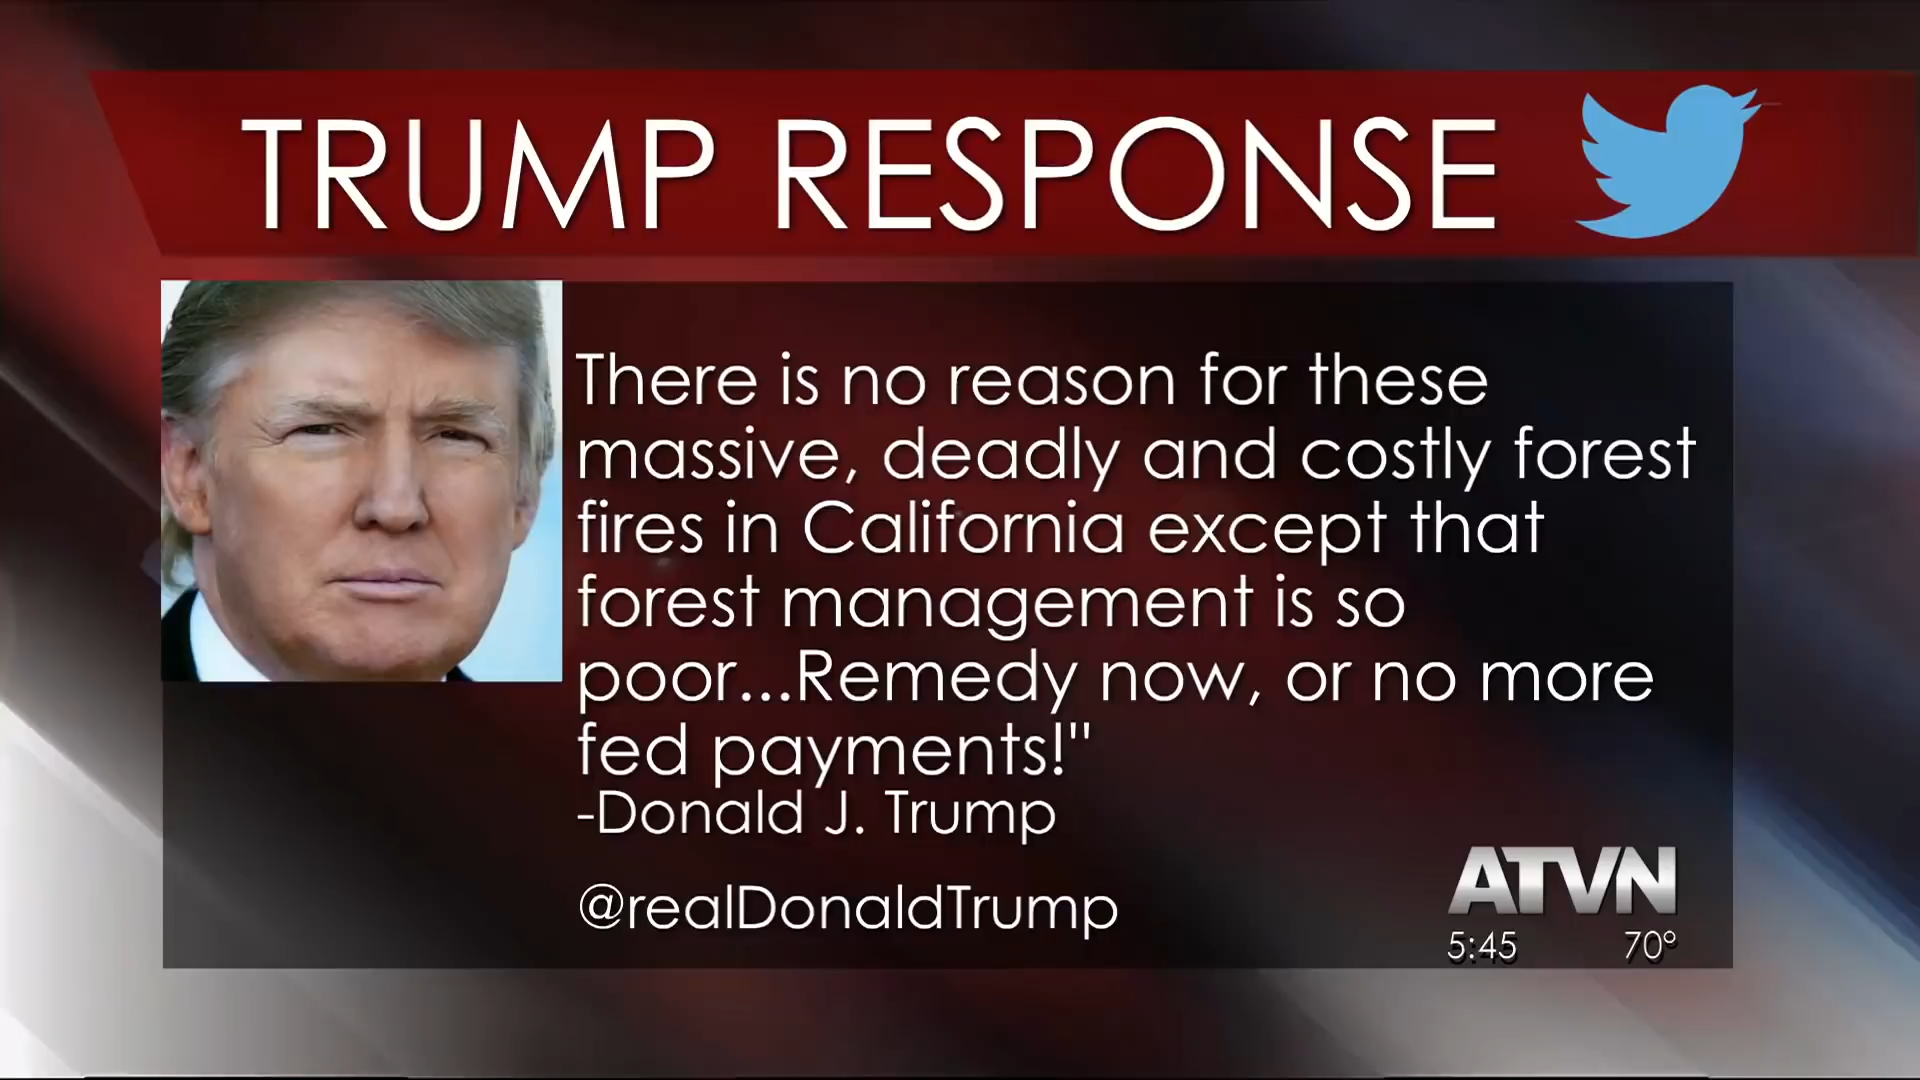 TRUMP RESPONSE
There is no reason for these
massive, deadly and costly forest
fires in California except that
forest management is so
poor...Remedy now, or no more
fed payments!"
-Donald J. Trump
@realDonaldTrump
ATVN
5:45 70°